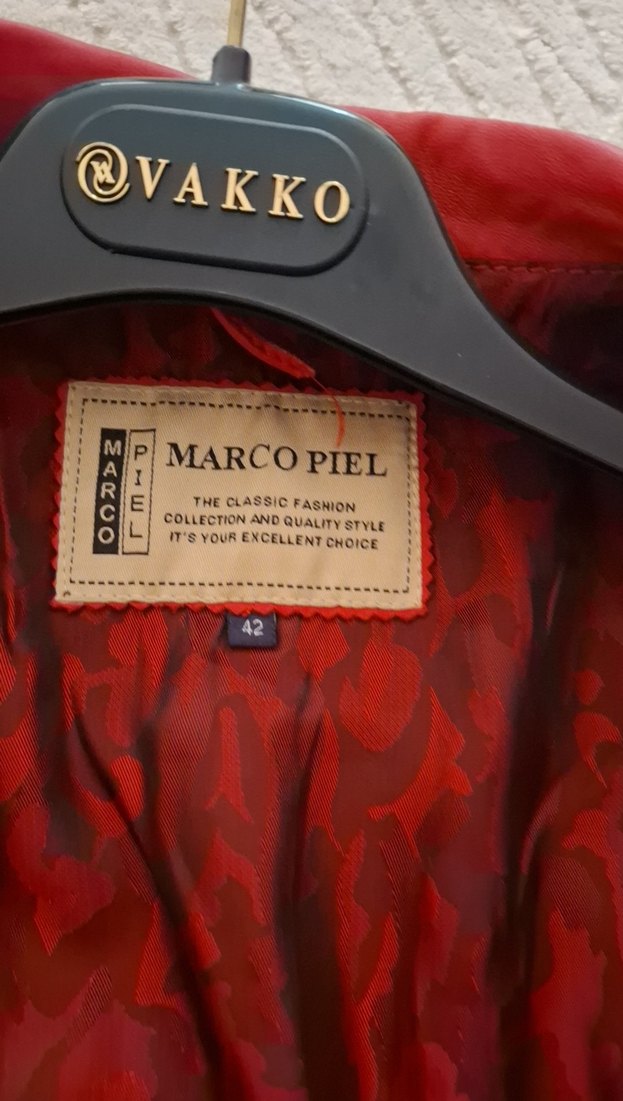 VAKKO
MARCO
PIEL
MARCO PIEL
THE CLASSIC FASHION
COLLECTION AND QUALITY STYLE
IT'S YOUR EXCELLENT CHOICE
42